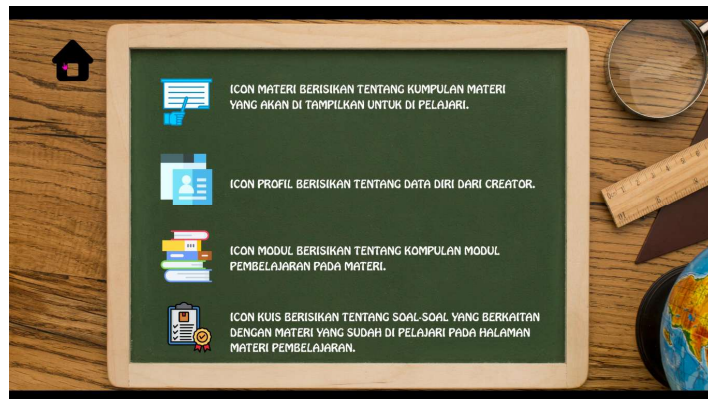 ICON MATERI BERISIKAN TENTANG KUMPULAN MATERI
YANG AKAN DI TAMPILKAN UNTUK DI PELAJARI.
ICON PROFIL BERISIKAN TENTANG DATA DIRI DARI CREATOR.
ICON MODUL BERISIKAN TENTANG KOMPULAN MODUL
PEMBELAJARAN PADA MATERI.
ICON KUIS BERISIKAN TENTANG SOAL-SOAL YANG BERKAITAN
DENGAN MATERI YANG SUDAH DI PELAJARI PADA HALAMAN
MATERI PEMBELAJARAN.